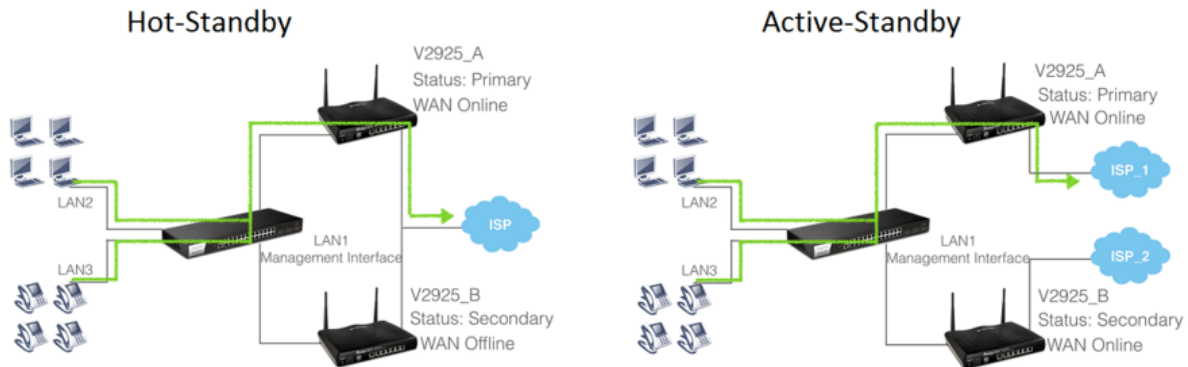 Hot-Standby
V2925_A
Status: Primary
WAN Online
LAN2
ISP
LAN1
Management Interface
LAN3
V2925_B
Status: Secondary
WAN Offline
Active-Standby
V2925_A
Status: Primary
WAN Online
ISP_1
LAN2
LAN1
Management Interface
ISP_2
LAN3
V2925_B
Status: Secondary
WAN Online